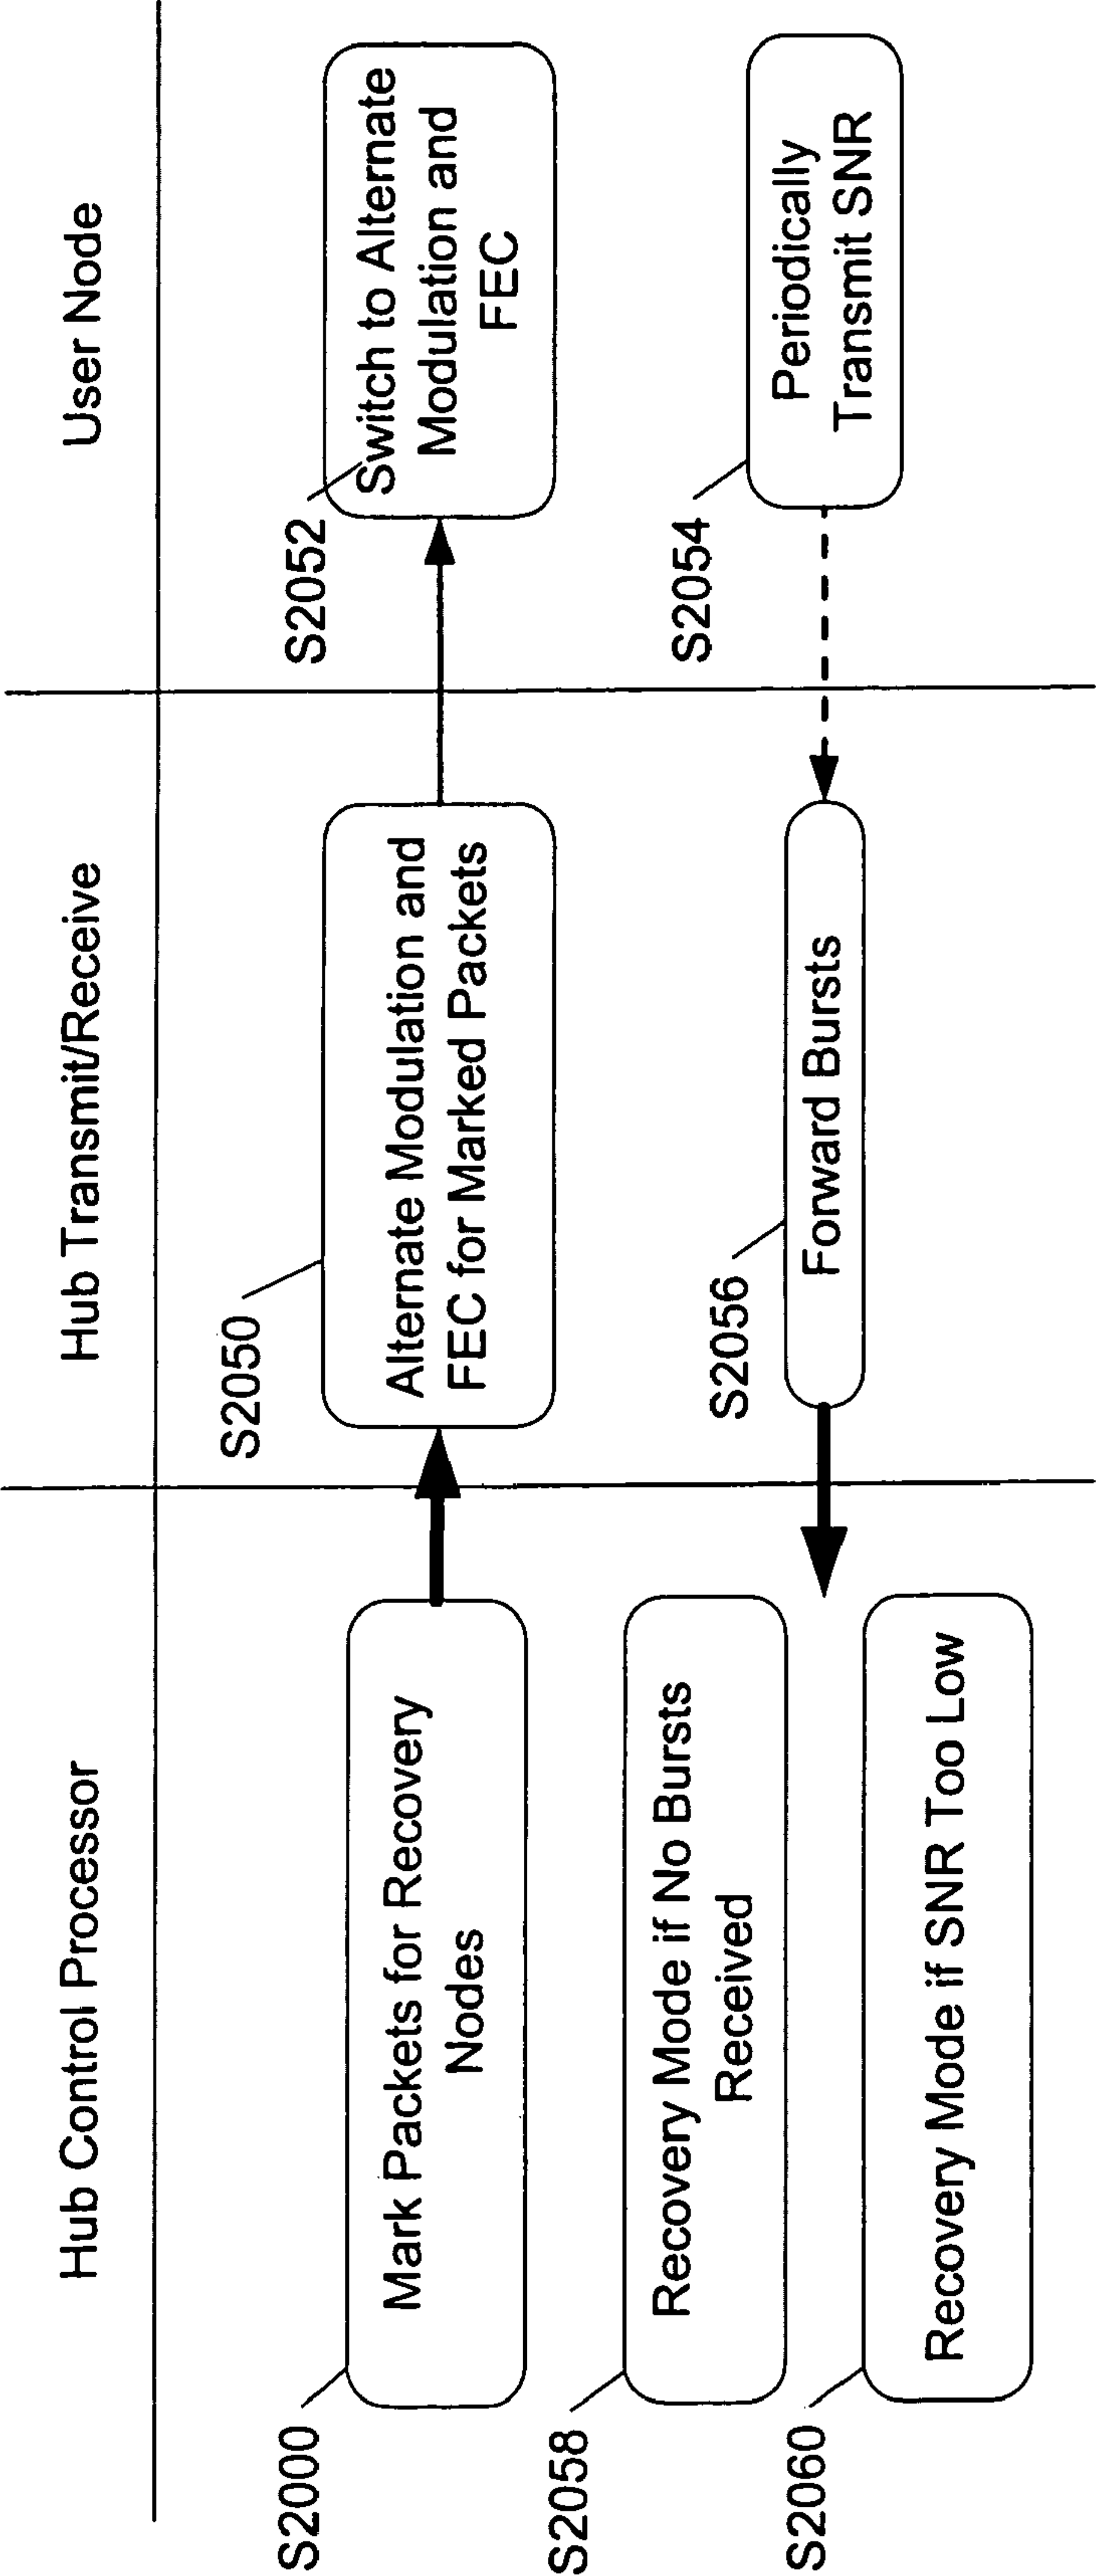 Hub Control Processor
Hub Transmit/Receive
User Node
S2000
Mark Packets for Recovery
Nodes
S2050
Alternate Modulation and
FEC for Marked Packets
S2052
Switch to Alternate
Modulation and
FEC
S2058
Recovery Mode if No Bursts
Received
S2056
Forward Bursts
S2054
Periodically
Transmit SNR
S2060
Recovery Mode if SNR Too Low